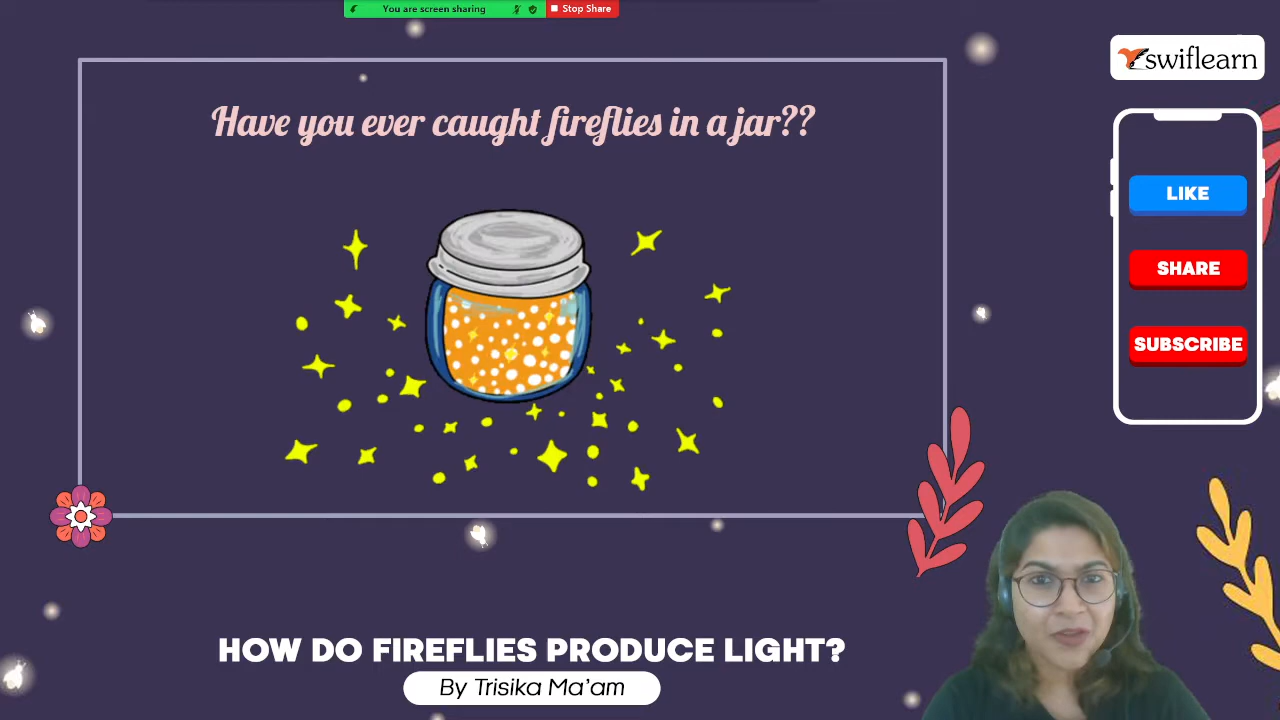 You are screen sharing
Stop Share
swiflearn
Have you ever caught fireflies in a jar??
LIKE
SHARE
SUBSCRIBE
HOW DO FIREFLIES PRODUCE LIGHT?
By Trisika Ma'am